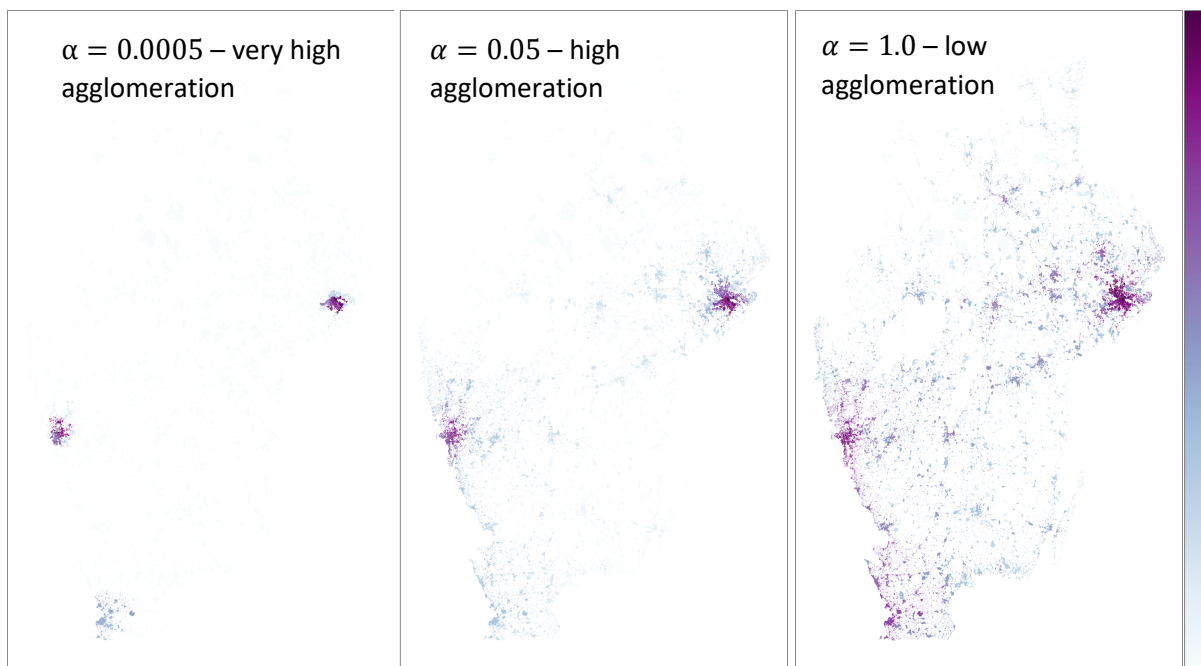 α = 0.0005 – very high
agglomeration
α = 0.05 – high
agglomeration
α = 1.0 – low
agglomeration